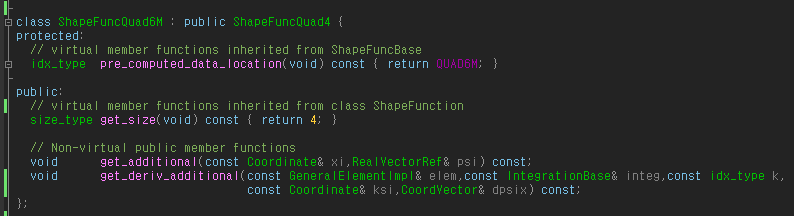 class ShapeFuncQuad6M : public ShapeFuncQuad4 {
protected:
  // virtual member functions inherited from ShapeFuncBase
  idx_type  pre_computed_data_location(void) const { return QUAD6M; }

public:
  // virtual member functions inherited from class ShapeFunction
  size_type get_size(void) const { return 4; }

  // Non-virtual public member functions
  void      get_additional(const Coordinate& xi,RealVectorRef& psi) const;
  void      get_deriv_additional(const GeneralElementImpl& elem,const IntegrationBase& integ,const idx_type k,
                                 const Coordinate& ksi,CoordVector& dpsix) const;
};